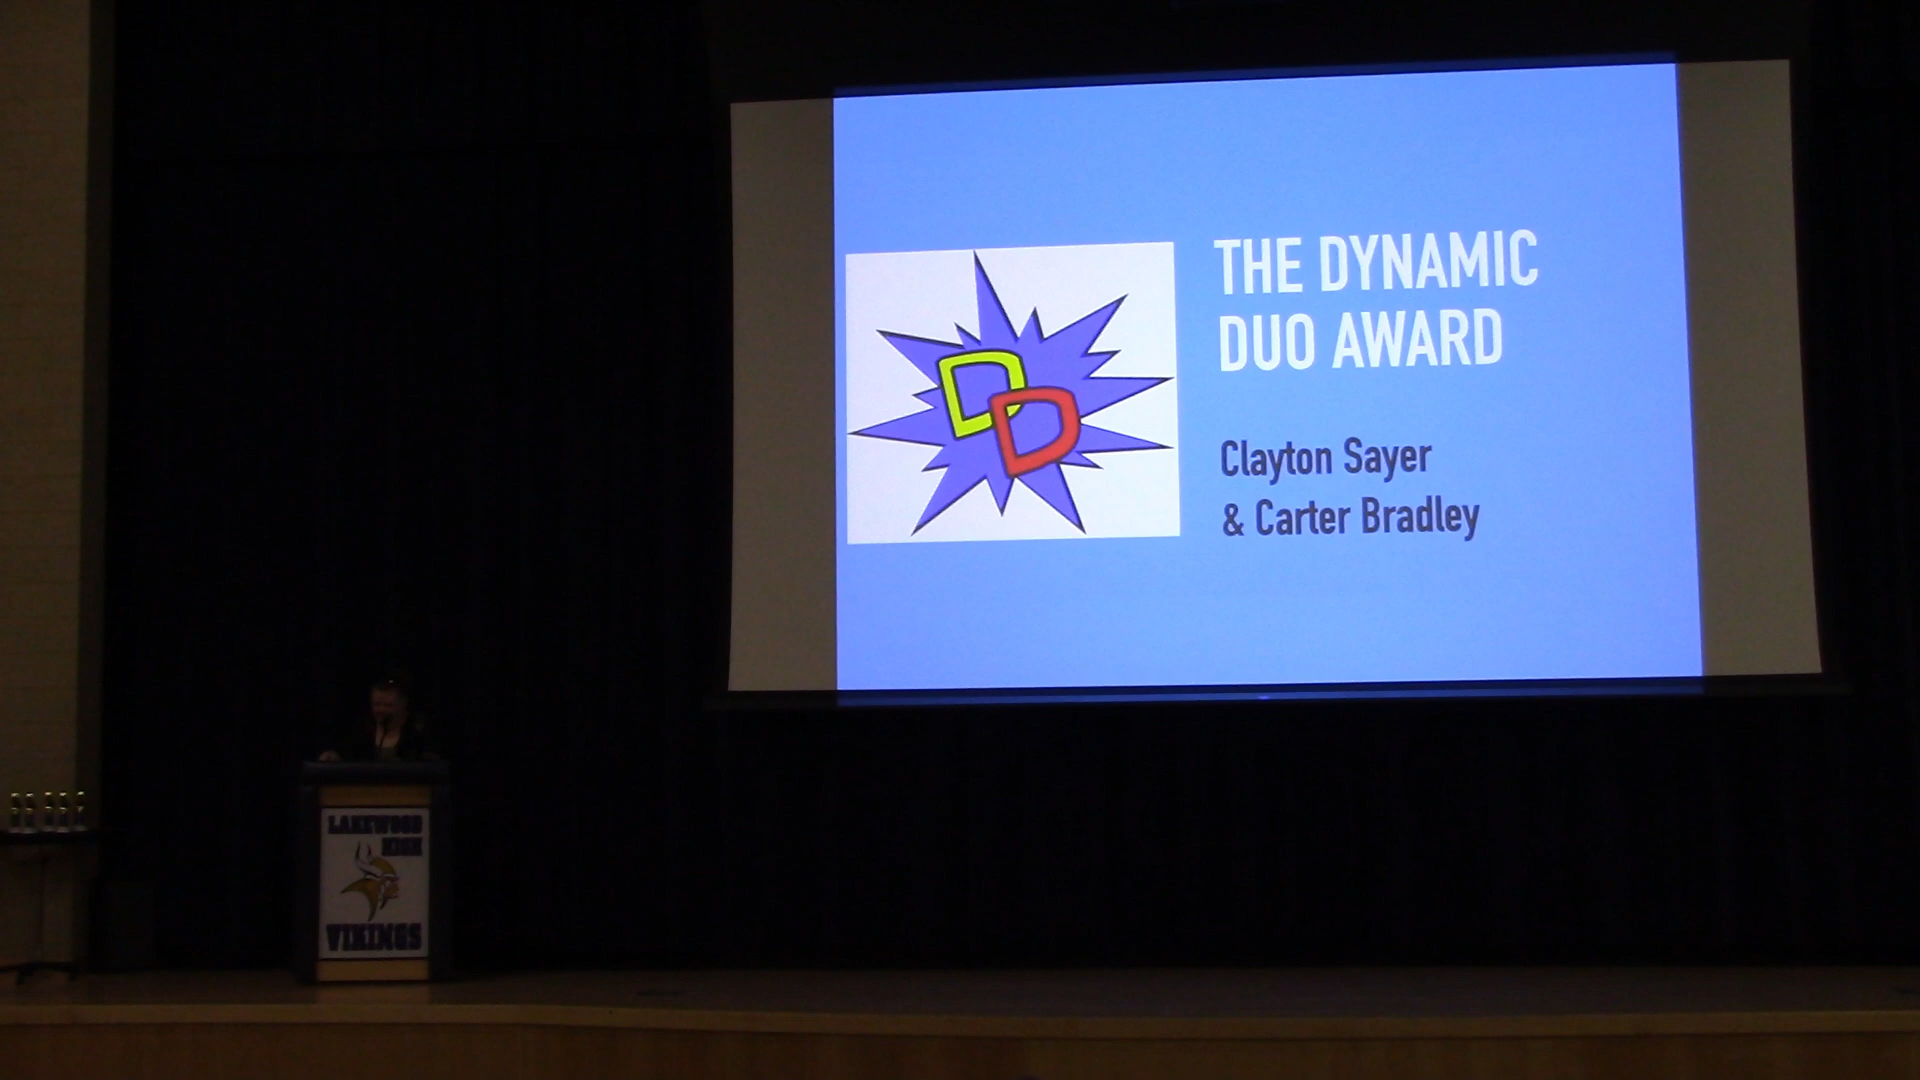 THE DYNAMIC
DUO AWARD
DD
Clayton Sayer
& Carter Bradley
LAKEWOOD
HIGH
VIKINGS